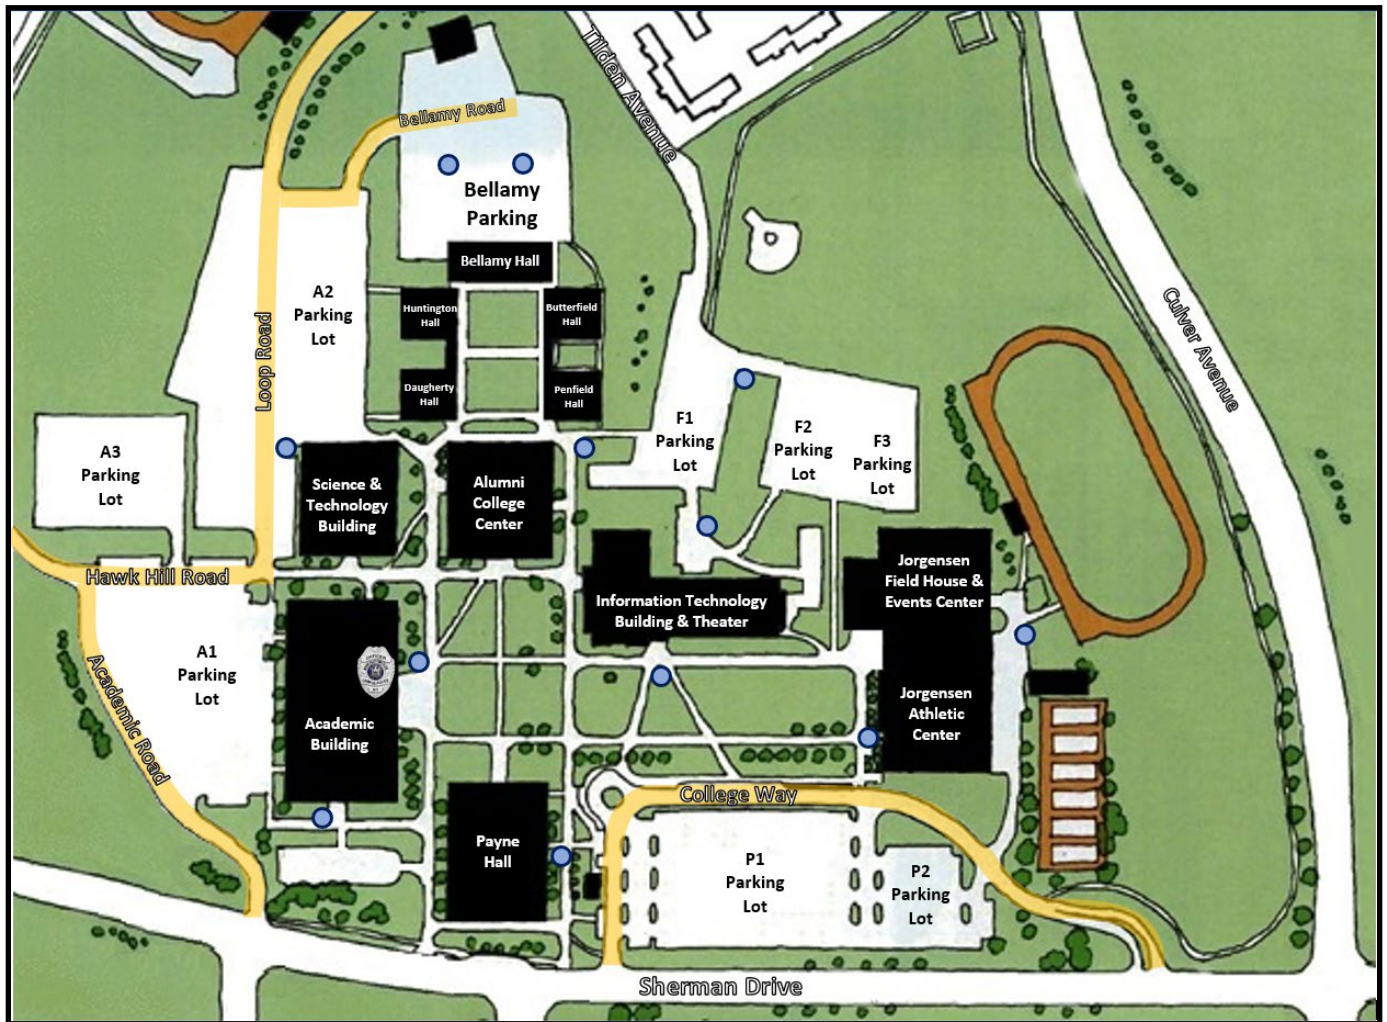 Tilden Avenue
Bellamy Road
Bellamy
Parking
Bellamy Hall
A2
Parking
Lot
Huntington
Hall
Butterfield
Hall
Culver Avenue
Loop Road
Daugherty
Hall
Penfield
Hall
F1
Parking
Lot
F2
Parking
Lot
F3
Parking
Lot
A3
Parking
Lot
Science &
Technology
Building
Alumni
College
Center
Hawk Hill Road
Information Technology
Building & Theater
Jorgensen
Field House &
Events Center
A1
Parking
Lot
Academic Road
Academic
Building
Jorgensen
Athletic
Center
College Way
Payne
Hall
P1
Parking
Lot
P2
Parking
Lot
Sherman Drive